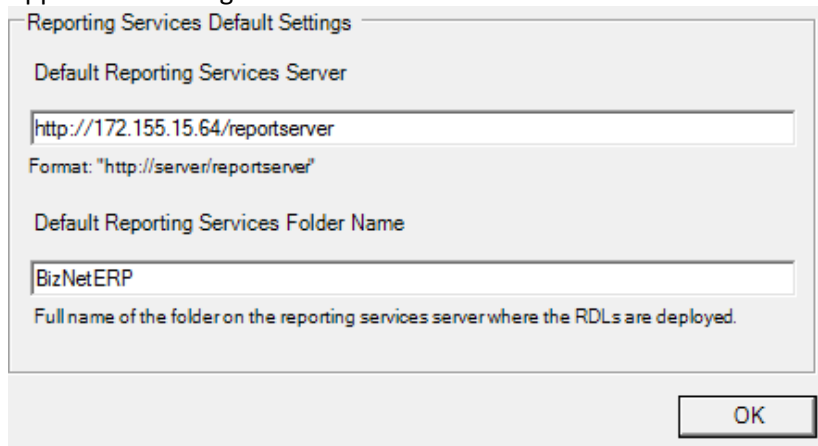 Reporting Services Default Settings
Default Reporting Services Server
http://172.155.15.64/reportserver
Format: "http://server/reportserver"
Default Reporting Services Folder Name
BizNetERP
Full name of the folder on the reporting services server where the RDLs are deployed.
OK